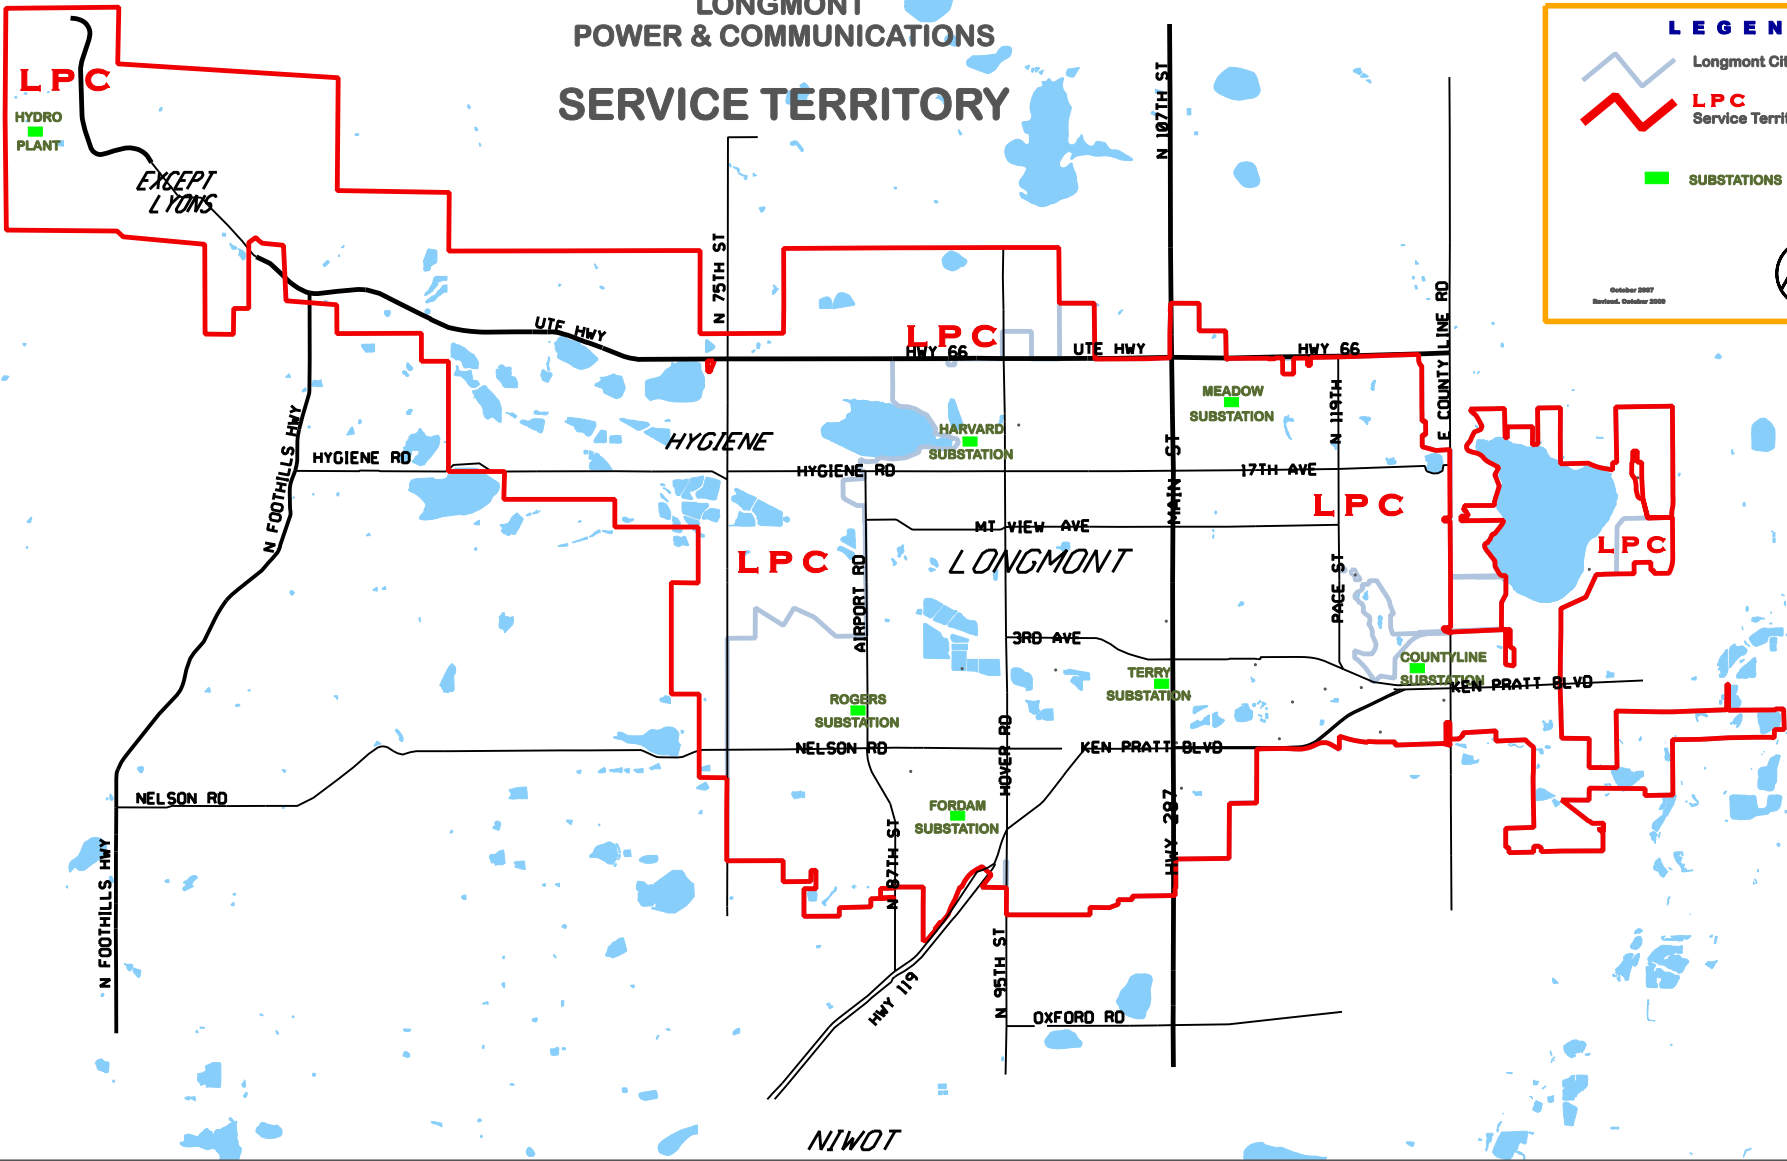 LONGMONT
POWER & COMMUNICATIONS
SERVICE TERRITORY
LEGEN
Longmont Cit
LPC
Service Territ
SUBSTATIONS
October 2007
Revised, October 2009
LPC
HYDRO
PLANT
EXCEPT
LYONS
N 107TH ST
N 75TH ST
E COUNTY LINE RD
UTE HWY
LPC
HWY 66
UTE HWY
HWY 66
MEADOW
SUBSTATION
N 119TH
HARVARD
SUBSTATION
HYGIENE
HYGIENE RD
HYGIENE RD
17TH AVE
N FOOTHILLS HWY
MAIN ST
LPC
MT VIEW AVE
LPC
LONGMONT
LPC
AIRPORT RD
PACE ST
3RD AVE
COUNTYLINE
SUBSTATION
KEN PRATT BLVD
TERRY
SUBSTATION
ROGERS
SUBSTATION
NELSON RD
HOVER RD
KEN PRATT BLVD
NELSON RD
FORDAM
SUBSTATION
HWY 287
N 87TH ST
N FOOTHILLS HWY
N 95TH ST
HWY 119
OXFORD RD
NIWOT